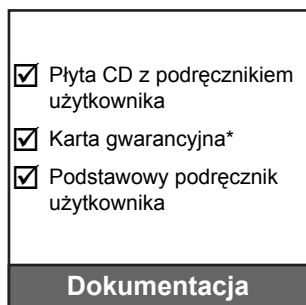 Płyta CD z podręcznikiem
użytkownika
Karta gwarancyjna*
Podstawowy podręcznik
użytkownika
Dokumentacja